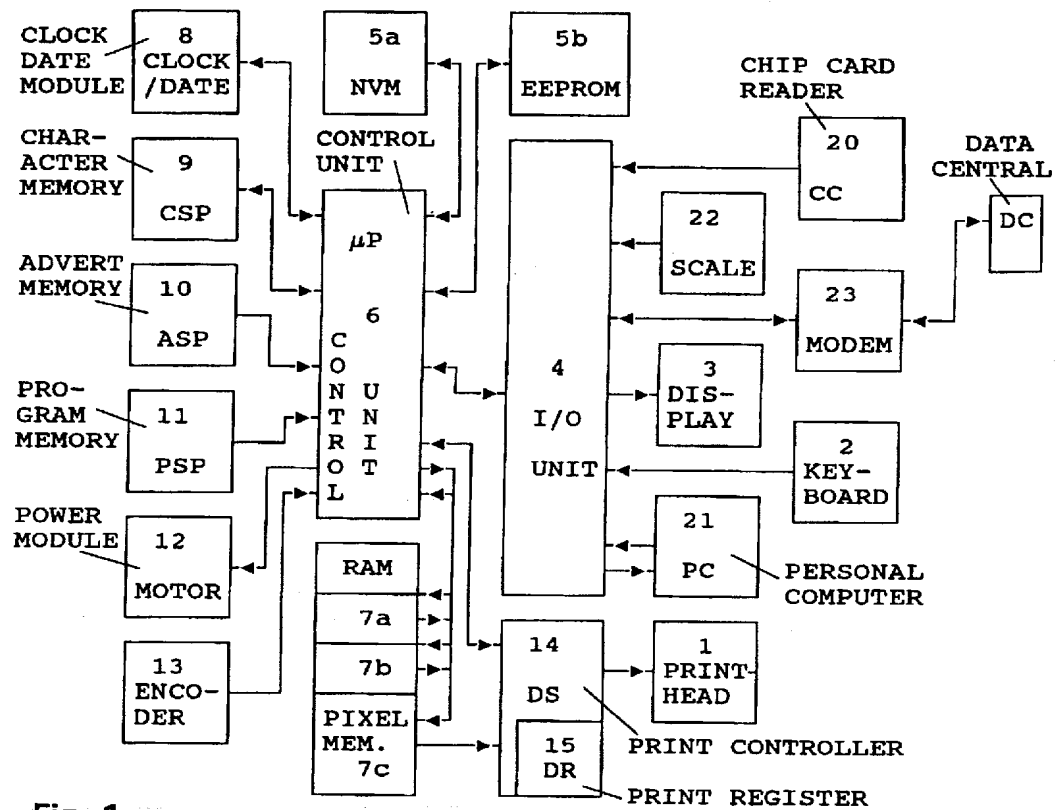 CLOCK
DATE
MODULE
8
CLOCK
/DATE
5a
NVM
5b
EEPROM
CHIP CARD
READER
20
CC
DATA
CENTRAL
DC
CHAR-
ACTER
MEMORY
9
CSP
CONTROL
UNIT
μP
6
CONTROL
UNIT
22
SCALE
ADVERT
MEMORY
10
ASP
23
MODEM
4
I/O
UNIT
3
DIS-
PLAY
PRO-
GRAM
MEMORY
11
PSP
2
KEY-
BOARD
POWER
MODULE
12
MOTOR
21
PC
PERSONAL
COMPUTER
RAM
7a
7b
PIXEL
MEM.
7c
13
ENCO-
DER
14
DS
15
DR
1
PRINT
HEAD
PRINT CONTROLLER
PRINT REGISTER